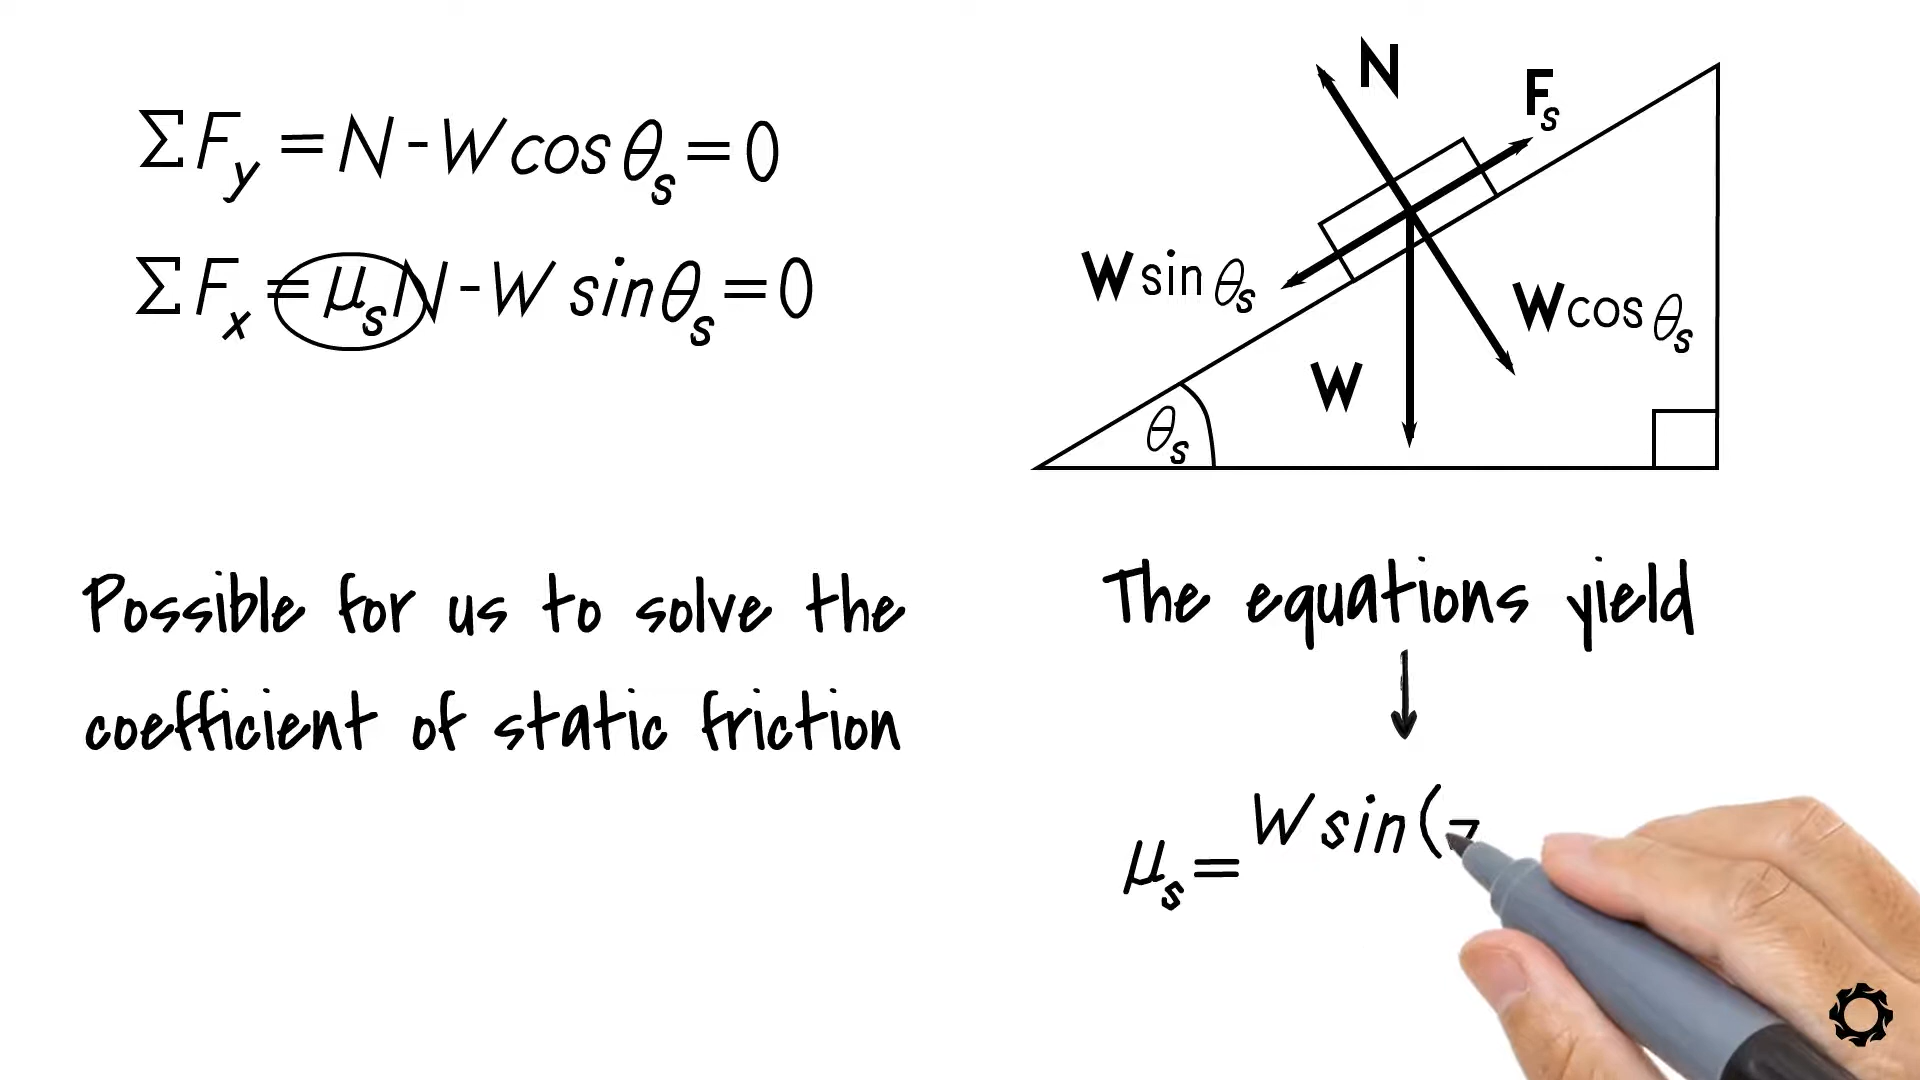 ΣF_y = N - W cos θ_s = 0
ΣF_x = μ_s N - W sin θ_s = 0
N
F_s
W sin θ_s
W cos θ_s
W
θ_s
Possible for us to solve the
coefficient of static friction
The equations yield
μ_s = W sin (